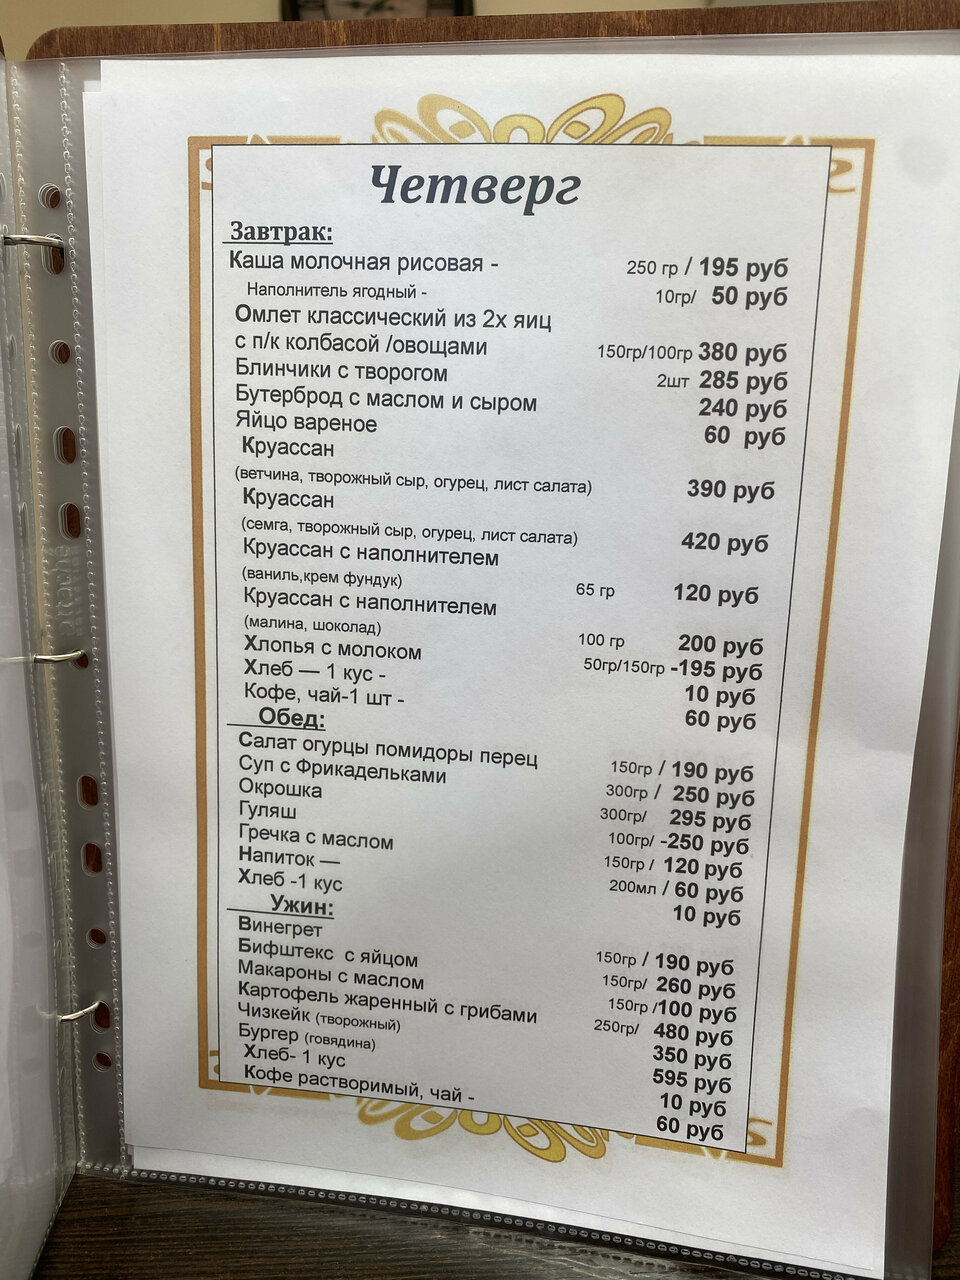 Четверг
Завтрак:
Каша молочная рисовая - 250 гр / 195 руб
Наполнитель ягодный - 10гр/ 50 руб
Омлет классический из 2х яиц
с п/к колбасой /овощами 150гр/100гр 380 руб
Блинчики с творогом 2шт 285 руб
Бутерброд с маслом и сыром 240 руб
Яйцо вареное 60 руб
Круассан
(ветчина, творожный сыр, огурец, лист салата) 390 руб
Круассан
(семга, творожный сыр, огурец, лист салата) 420 руб
Круассан с наполнителем
(ваниль,крем фундук) 65 гр 120 руб
Круассан с наполнителем
(малина, шоколад) 100 гр 200 руб
Хлопья с молоком 50гр/150гр -195 руб
Хлеб — 1 кус - 10 руб
Кофе, чай-1 шт - 60 руб
Обед:
Салат огурцы помидоры перец 150гр / 190 руб
Суп с Фрикадельками 300гр / 250 руб
Окрошка 300гр/ 295 руб
Гуляш 100гр/ -250 руб
Гречка с маслом 150гр / 120 руб
Напиток — 200мл / 60 руб
Хлеб -1 кус 10 руб
Ужин:
Винегрет 150гр / 190 руб
Бифштекс с яйцом 150гр/ 260 руб
Макароны с маслом 150гр /100 руб
Картофель жаренный с грибами 250гр/ 480 руб
Чизкейк (творожный) 350 руб
Бургер (говядина) 595 руб
Хлеб- 1 кус 10 руб
Кофе растворимый, чай - 60 руб